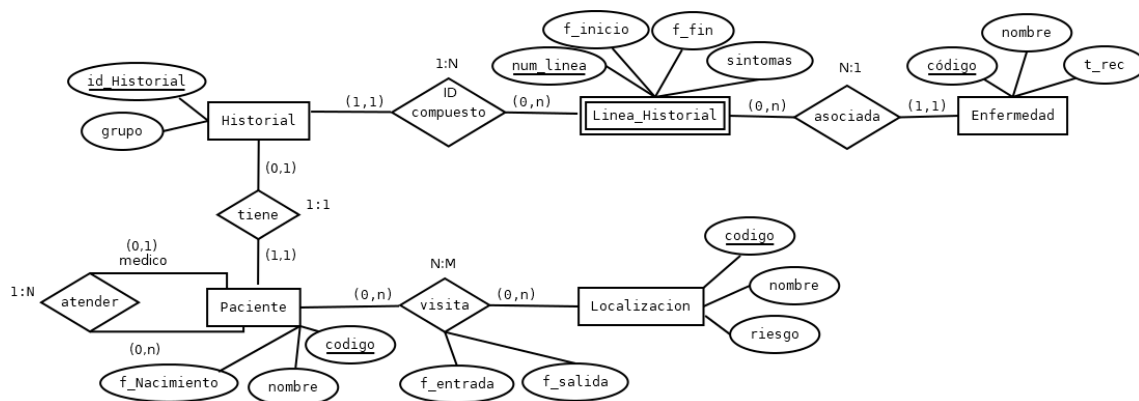 f_inicio
f_fin
nombre
1:N
sintomas
N:1
id_Historial
num_linea
código
t_rec
(1,1)
ID
compuesto
(0,n)
Linea_Historial
(0,n)
asociada
(1,1)
Enfermedad
grupo
Historial
(0,1)
tiene
1:1
(1,1)
codigo
(0,1)
medico
N:M
1:N
atender
Paciente
(0,n)
visita
(0,n)
Localizacion
nombre
riesgo
(0,n)
codigo
f_Nacimiento
nombre
f_entrada
f_salida